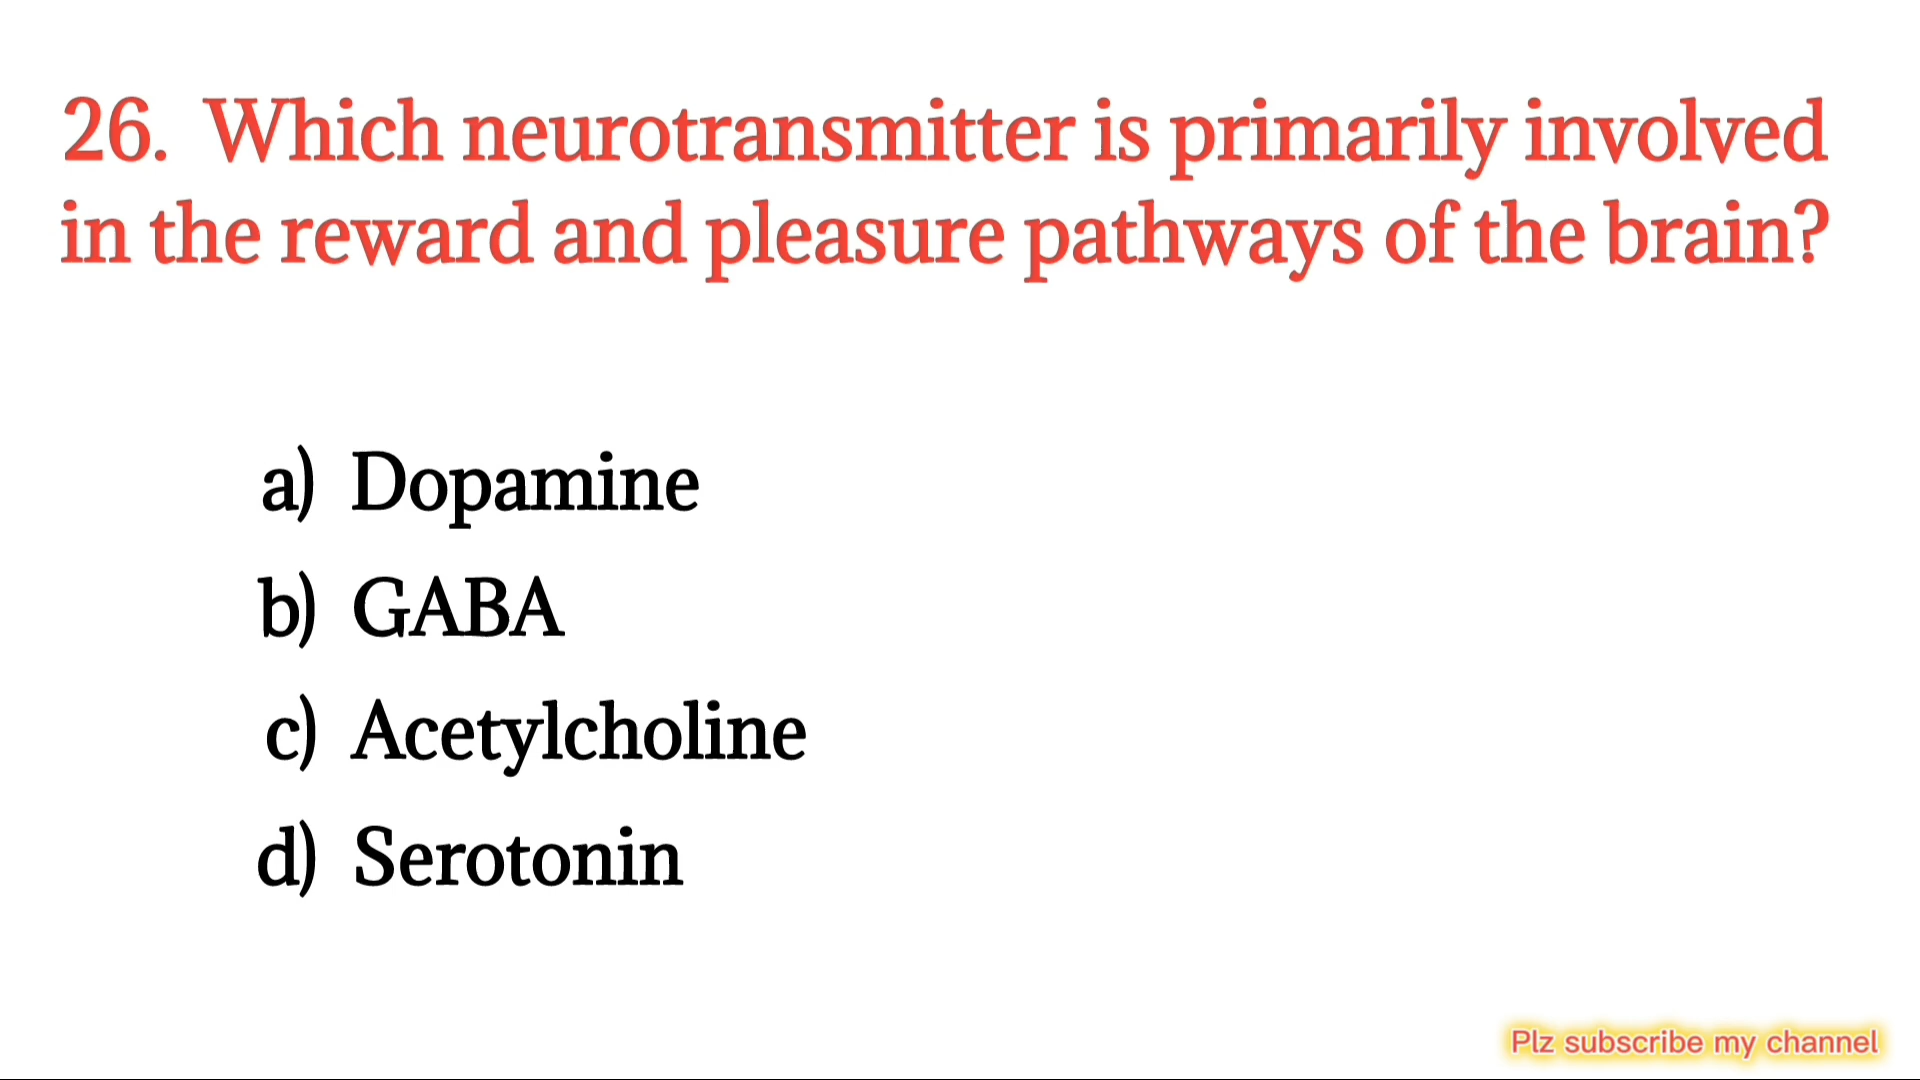 26. Which neurotransmitter is primarily involved
in the reward and pleasure pathways of the brain?
a) Dopamine
b) GABA
c) Acetylcholine
d) Serotonin
Plz subscribe my channel